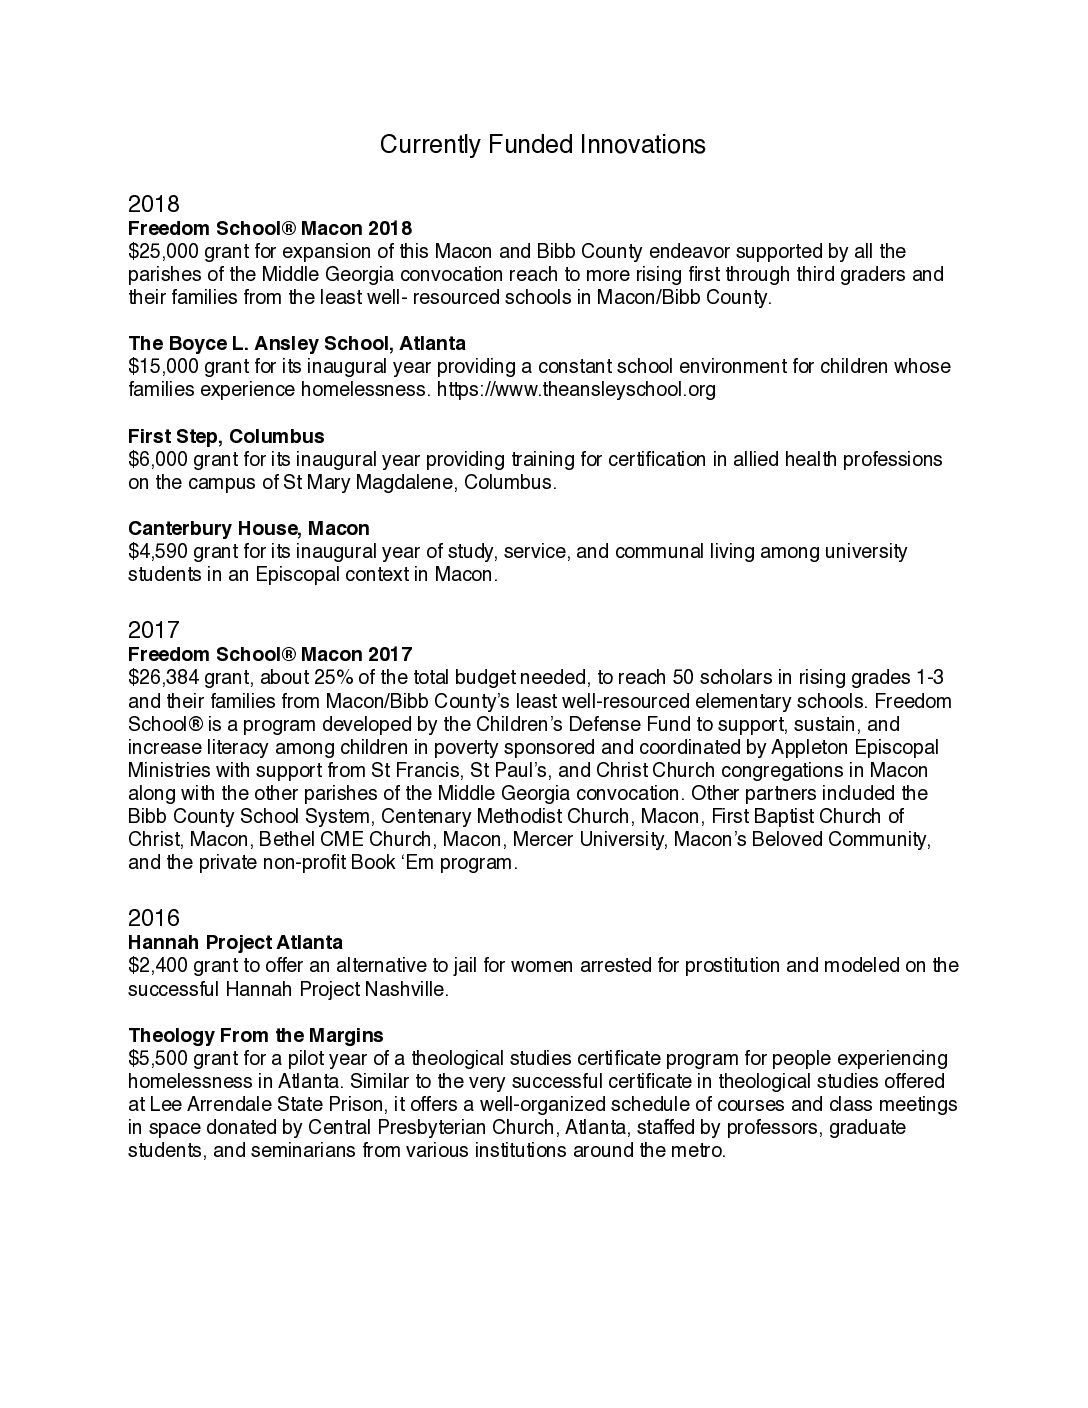 Currently Funded Innovations
2018
Freedom School® Macon 2018
$25,000 grant for expansion of this Macon and Bibb County endeavor supported by all the
parishes of the Middle Georgia convocation reach to more rising first through third graders and
their families from the least well- resourced schools in Macon/Bibb County.
The Boyce L. Ansley School, Atlanta
$15,000 grant for its inaugural year providing a constant school environment for children whose
families experience homelessness. https://www.theansleyschool.org
First Step, Columbus
$6,000 grant for its inaugural year providing training for certification in allied health professions
on the campus of St Mary Magdalene, Columbus.
Canterbury House, Macon
$4,590 grant for its inaugural year of study, service, and communal living among university
students in an Episcopal context in Macon.
2017
Freedom School® Macon 2017
$26,384 grant, about 25% of the total budget needed, to reach 50 scholars in rising grades 1-3
and their families from Macon/Bibb County’s least well-resourced elementary schools. Freedom
School® is a program developed by the Children’s Defense Fund to support, sustain, and
increase literacy among children in poverty sponsored and coordinated by Appleton Episcopal
Ministries with support from St Francis, St Paul’s, and Christ Church congregations in Macon
along with the other parishes of the Middle Georgia convocation. Other partners included the
Bibb County School System, Centenary Methodist Church, Macon, First Baptist Church of
Christ, Macon, Bethel CME Church, Macon, Mercer University, Macon’s Beloved Community,
and the private non-profit Book ‘Em program.
2016
Hannah Project Atlanta
$2,400 grant to offer an alternative to jail for women arrested for prostitution and modeled on the
successful Hannah Project Nashville.
Theology From the Margins
$5,500 grant for a pilot year of a theological studies certificate program for people experiencing
homelessness in Atlanta. Similar to the very successful certificate in theological studies offered
at Lee Arrendale State Prison, it offers a well-organized schedule of courses and class meetings
in space donated by Central Presbyterian Church, Atlanta, staffed by professors, graduate
students, and seminarians from various institutions around the metro.